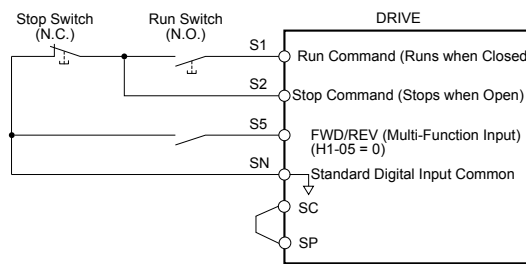 Stop Switch
(N.C.)
Run Switch
(N.O.)
DRIVE
S1
Run Command (Runs when Closed
S2
Stop Command (Stops when Open)
S5
FWD/REV (Multi-Function Input)
(H1-05 = 0)
SN
Standard Digital Input Common
SC
SP